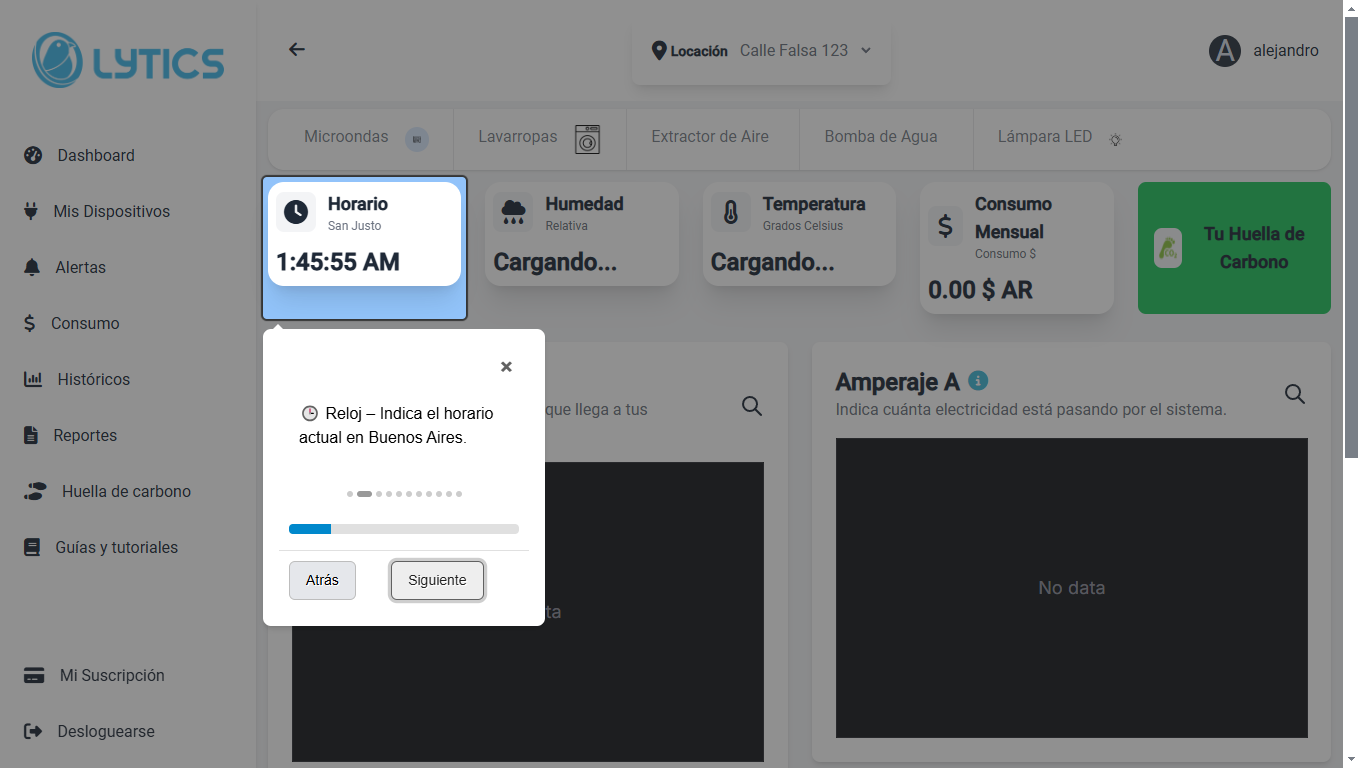 LYTICS
Locación Calle Falsa 123
A alejandro
Dashboard
Mis Dispositivos
Alertas
Consumo
Históricos
Reportes
Huella de carbono
Guías y tutoriales
Mi Suscripción
Desloguearse
Microondas
Lavarropas
Extractor de Aire
Bomba de Agua
Lámpara LED
Horario
San Justo
1:45:55 AM
Humedad
Relativa
Cargando...
Temperatura
Grados Celsius
Cargando...
Consumo
Mensual
Consumo $
0.00 $ AR
CO₂
Tu Huella de
Carbono
×
🕒 Reloj – Indica el horario
actual en Buenos Aires.
Atrás
Siguiente
que llega a tus
ta
Amperaje A
Indica cuánta electricidad está pasando por el sistema.
No data